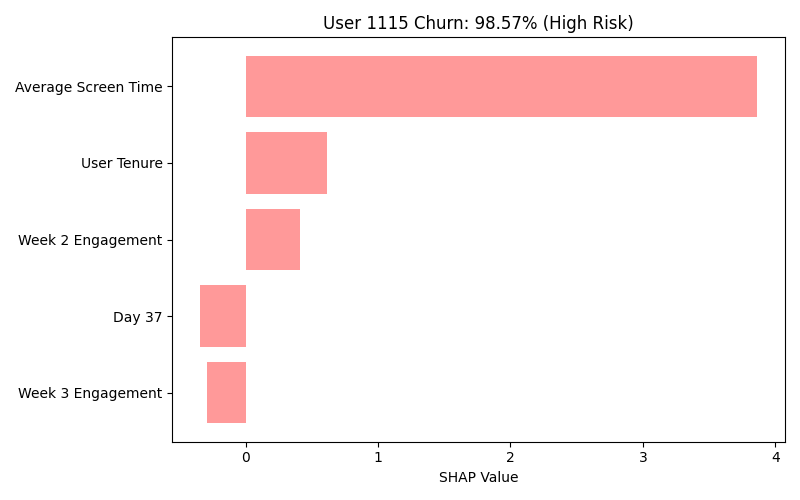 User 1115 Churn: 98.57% (High Risk)
Average Screen Time
User Tenure
Week 2 Engagement
Day 37
Week 3 Engagement
0 1 2 3 4
SHAP Value